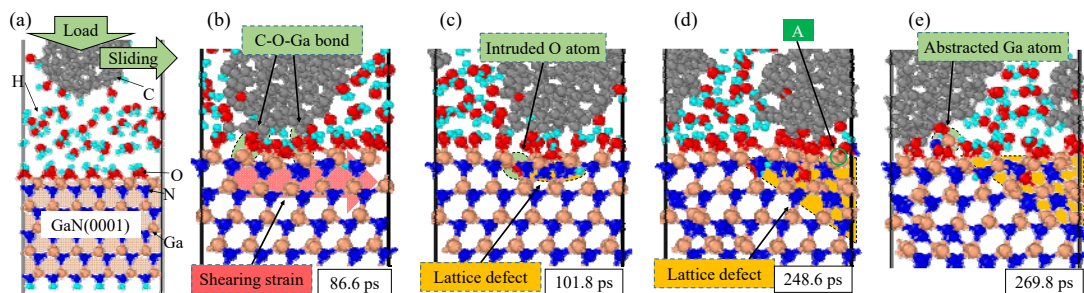 (a)
Load
Sliding
H
C
O
N
GaN(0001)
Ga
(b)
C-O-Ga bond
Shearing strain
86.6 ps
(c)
Intruded O atom
Lattice defect
101.8 ps
(d)
A
Lattice defect
248.6 ps
(e)
Abstracted Ga atom
269.8 ps